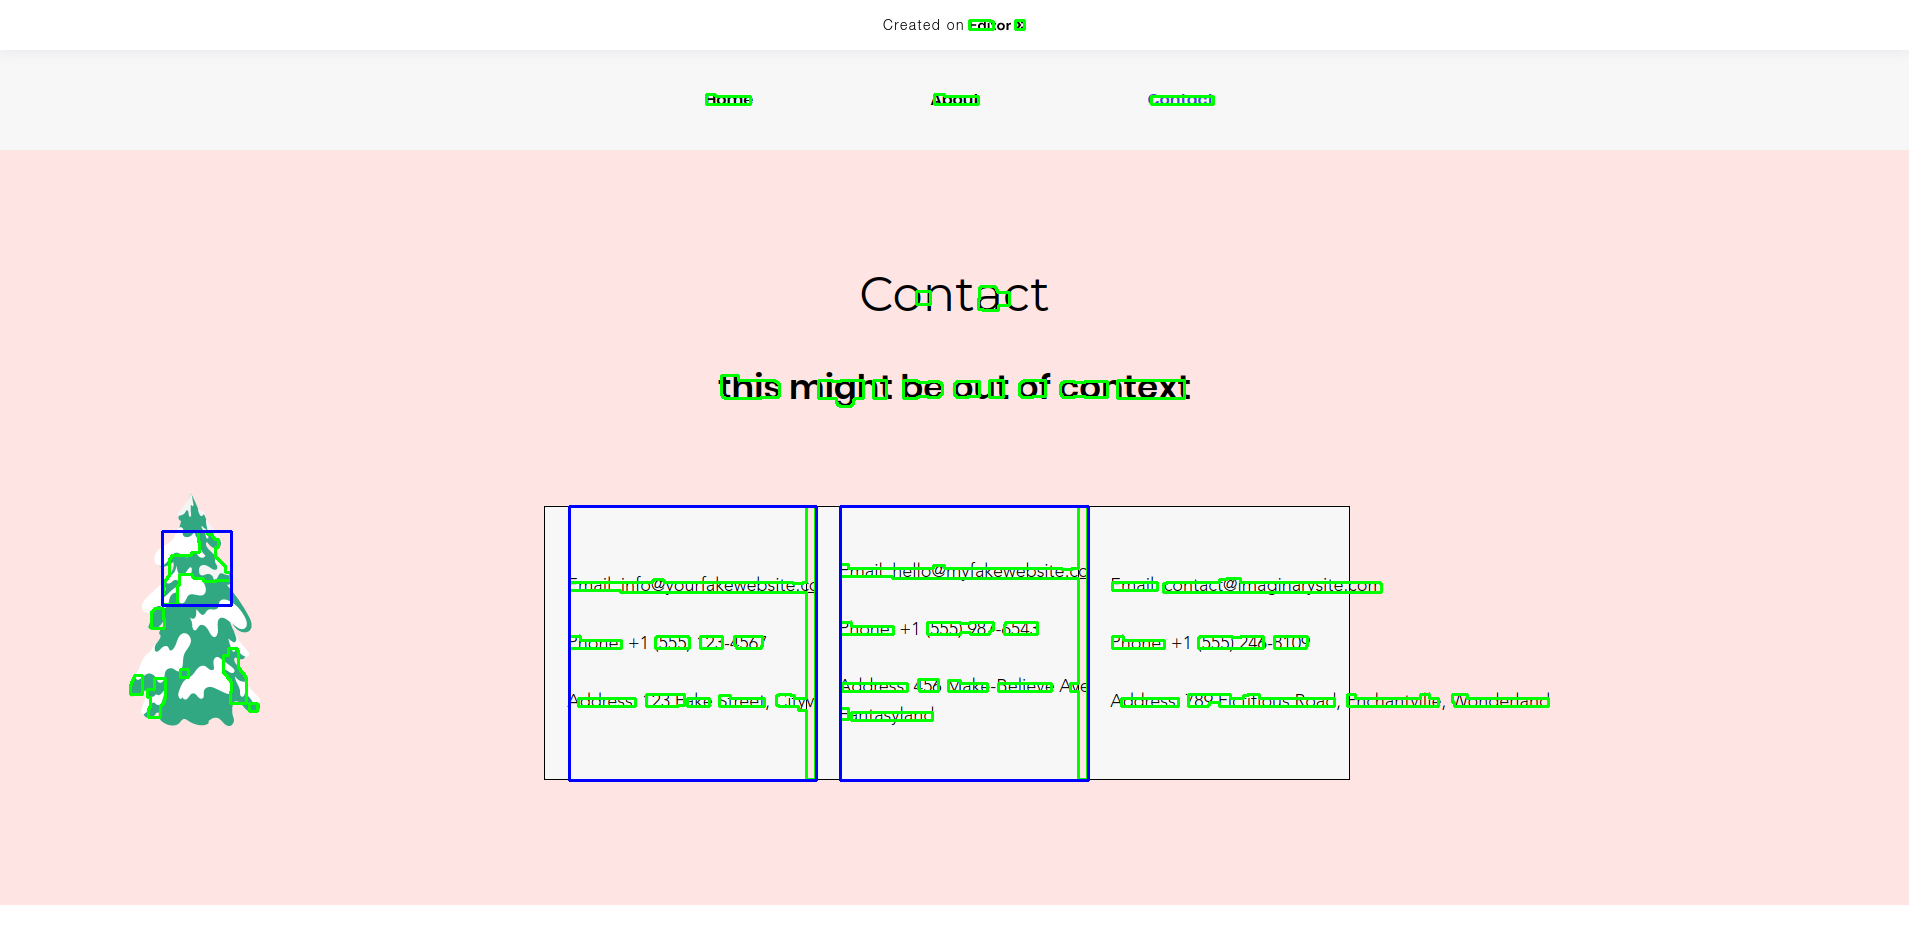 Created on Editor X
Home
About
Contact
Contact
this might be out of context
Email: info@yourfakewebsite.co
Phone: +1 (555) 123-4567
Address: 123 Fake Street, Cityv
Email: hello@myfakewebsite.co
Phone: +1 (555) 987-6543
Address: 456 Make-Believe Ave
Fantasyland
Email: contact@imaginarysite.com
Phone: +1 (555) 246-8109
Address: 789 Fictitious Road, Enchantville, Wonderland